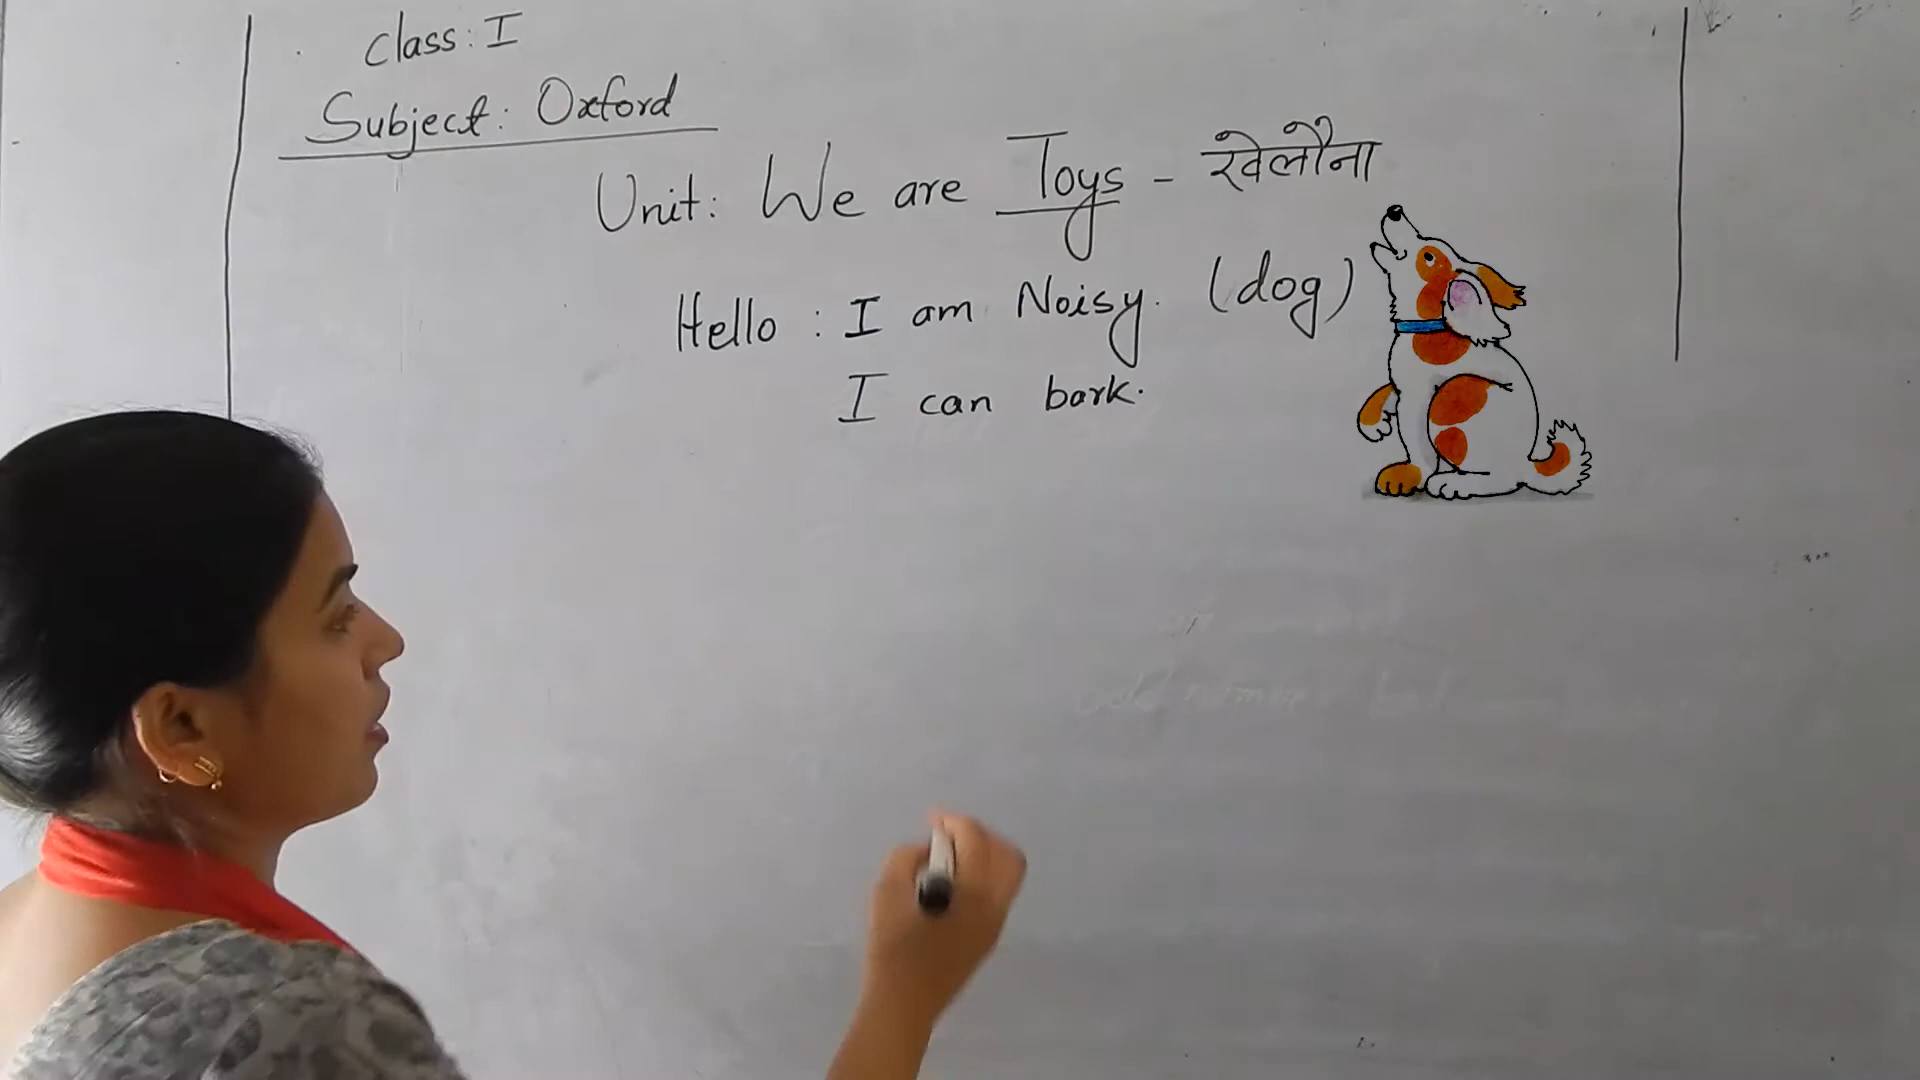 Class: I
Subject: Oxford
Unit: We are Toys - खेलौना
Hello : I am Noisy. (dog)
I can bark.